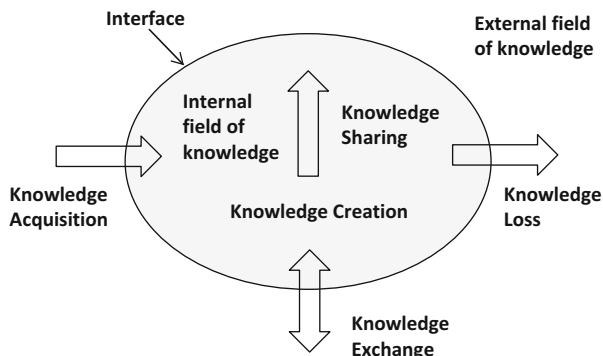 Interface
External field
of knowledge
Internal
field of
knowledge
Knowledge
Sharing
Knowledge
Acquisition
Knowledge Creation
Knowledge
Loss
Knowledge
Exchange